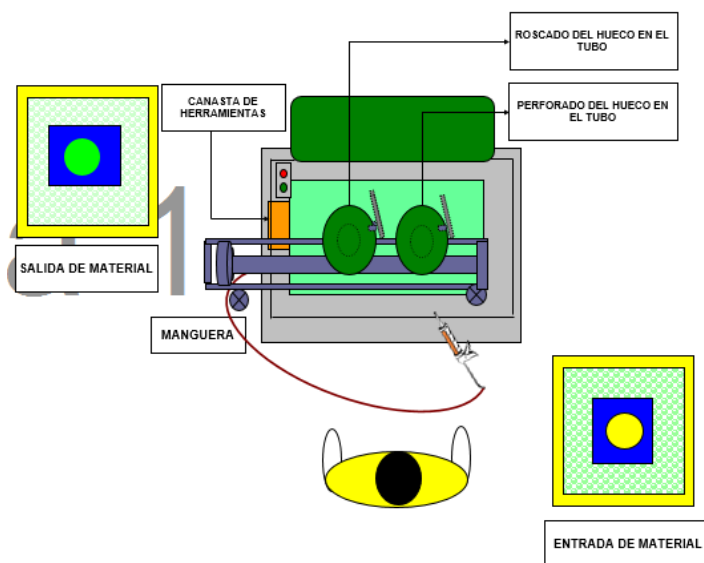 ROSCADO DEL HUECO EN EL
TUBO
CANASTA DE
HERRAMIENTAS
PERFORADO DEL HUECO EN
EL TUBO
SALIDA DE MATERIAL
MANGUERA
ENTRADA DE MATERIAL